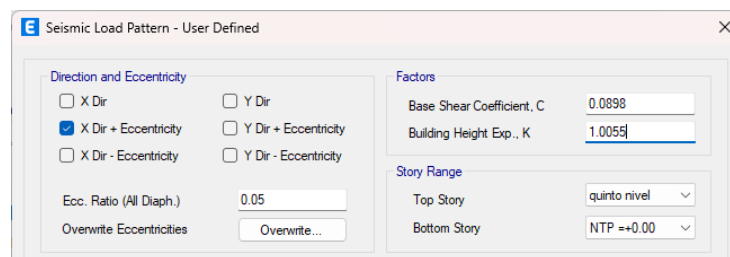 E Seismic Load Pattern - User Defined
Direction and Eccentricity
X Dir
Y Dir
X Dir + Eccentricity
Y Dir + Eccentricity
X Dir - Eccentricity
Y Dir - Eccentricity
Ecc. Ratio (All Diaph.)
0.05
Overwrite Eccentricities
Overwrite...
Factors
Base Shear Coefficient, C
0.0898
Building Height Exp., K
1.0055
Story Range
Top Story
quinto nivel
Bottom Story
NTP =+0.00